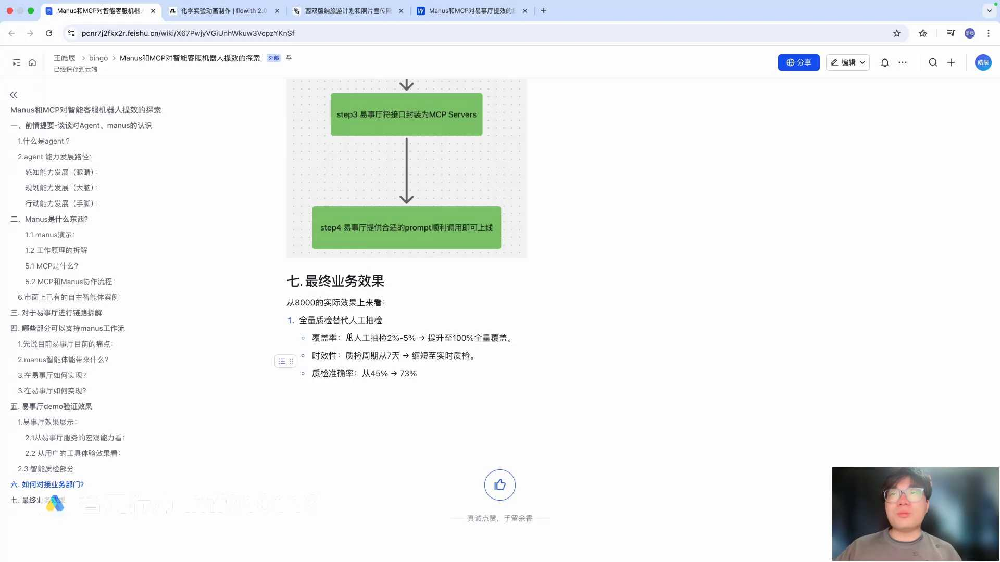 Manus和MCP对智能客服机器
化学实验动画制作 | flowith 2.0
西双版纳旅游计划和照片宣传网
Manus和MCP对易事厅提效的
pcnr7j2fkx2r.feishu.cn/wiki/X67PwjyVGiUnhWkuw3VcpzYKnSf
皓辰
王皓辰 > bingo > Manus和MCP对智能客服机器人提效的探索 外部
已经保存到云端
分享
编辑
皓辰
Manus和MCP对智能客服机器人提效的探索
一、前情提要-谈谈对Agent、manus的认识
1.什么是agent？
2.agent 能力发展路径：
感知能力发展（眼睛）：
规划能力发展（大脑）：
行动能力发展（手脚）：
二、Manus是什么东西？
1.1 manus演示：
1.2 工作原理的拆解
5.1 MCP是什么？
5.2 MCP和Manus协作流程：
6.市面上已有的自主智能体案例
三. 对于易事厅进行链路拆解
四. 哪些部分可以支持manus工作流
1.先说目前易事厅目前的痛点：
2.manus智能体能带来什么？
3.在易事厅如何实现？
3.在易事厅如何实现？
五. 易事厅demo验证效果
1.易事厅效果展示：
2.1从易事厅服务的宏观能力看：
2.2 从用户的工具体验效果看：
2.3 智能质检部分
六. 如何对接业务部门？
七. 最终业务效果
step3 易事厅将接口封装为MCP Servers
step4 易事厅提供合适的prompt顺利调用即可上线
七. 最终业务效果
从8000的实际效果上来看：
1. 全量质检替代人工抽检
覆盖率：从人工抽检2%-5% → 提升至100%全量覆盖。
时效性：质检周期从7天 → 缩短至实时质检。
质检准确率：从45% → 73%
真诚点赞，手留余香